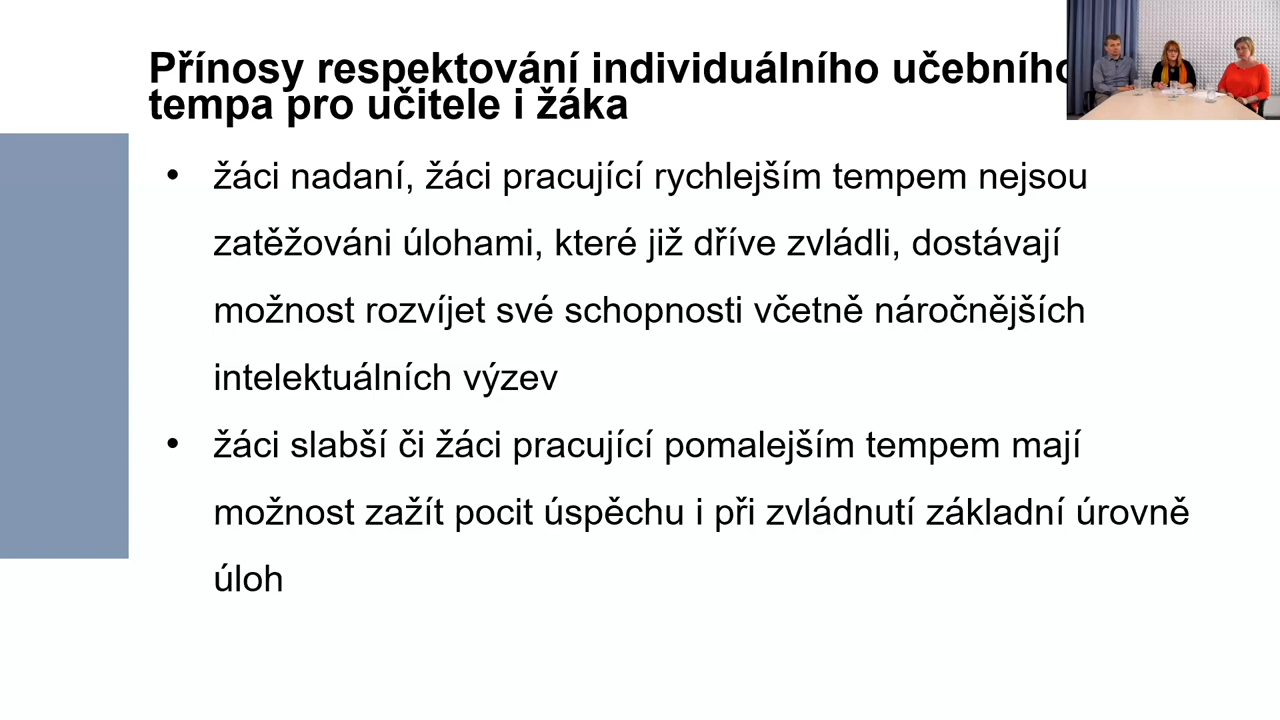 Přínosy respektování individuálního učebního
tempa pro učitele i žáka
• žáci nadaní, žáci pracující rychlejším tempem nejsou
zatěžováni úlohami, které již dříve zvládli, dostávají
možnost rozvíjet své schopnosti včetně náročnějších
intelektuálních výzev
• žáci slabší či žáci pracující pomalejším tempem mají
možnost zažít pocit úspěchu i při zvládnutí základní úrovně
úloh